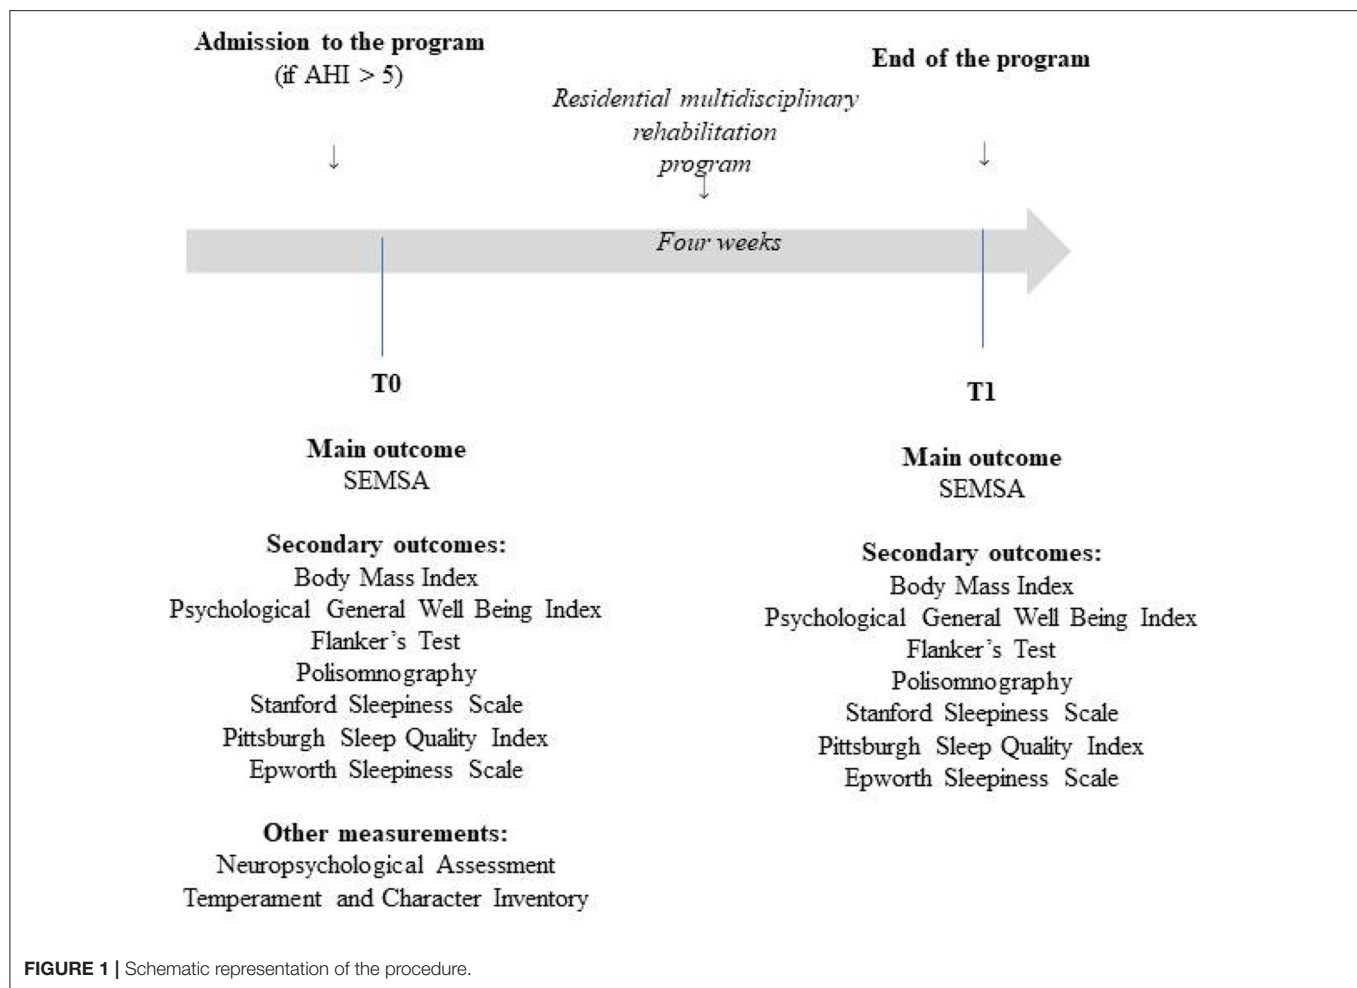 Admission to the program
(if AHI > 5)
End of the program
Residential multidisciplinary
rehabilitation
program
↓
↓
↓
Four weeks
T0
T1
Main outcome
SEMSA
Secondary outcomes:
Body Mass Index
Psychological General Well Being Index
Flanker's Test
Polisomnography
Stanford Sleepiness Scale
Pittsburgh Sleep Quality Index
Epworth Sleepiness Scale
Other measurements:
Neuropsychological Assessment
Temperament and Character Inventory
Main outcome
SEMSA
Secondary outcomes:
Body Mass Index
Psychological General Well Being Index
Flanker's Test
Polisomnography
Stanford Sleepiness Scale
Pittsburgh Sleep Quality Index
Epworth Sleepiness Scale
FIGURE 1 | Schematic representation of the procedure.